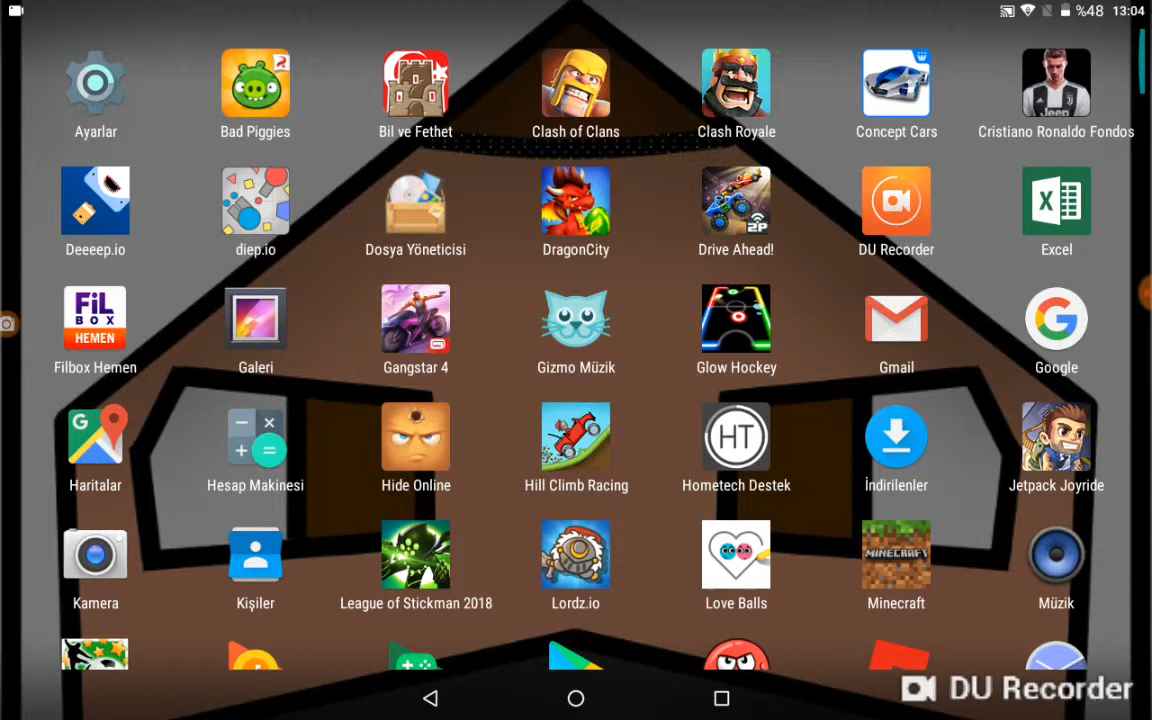 %48 13:04
Ayarlar Bad Piggies Bil ve Fethet Clash of Clans Clash Royale Concept Cars Cristiano Ronaldo Fondos
Jeep
2P
Deeeep.io diep.io Dosya Yöneticisi DragonCity Drive Ahead! DU Recorder Excel
FiL
BOX
HEMEN
Filbox Hemen Galeri Gangstar 4 Gizmo Müzik Glow Hockey Gmail Google
HT
Haritalar Hesap Makinesi Hide Online Hill Climb Racing Hometech Destek İndirilenler Jetpack Joyride
MINECRAFT
Kamera Kişiler League of Stickman 2018 Lordz.io Love Balls Minecraft Müzik
DU Recorder